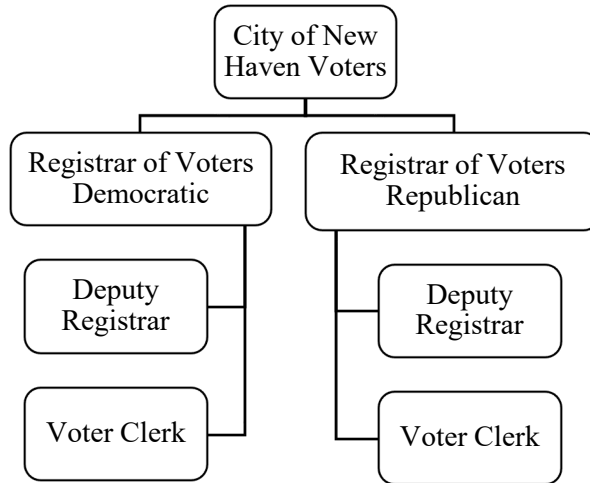 City of New
Haven Voters
Registrar of Voters
Democratic
Registrar of Voters
Republican
Deputy
Registrar
Deputy
Registrar
Voter Clerk
Voter Clerk